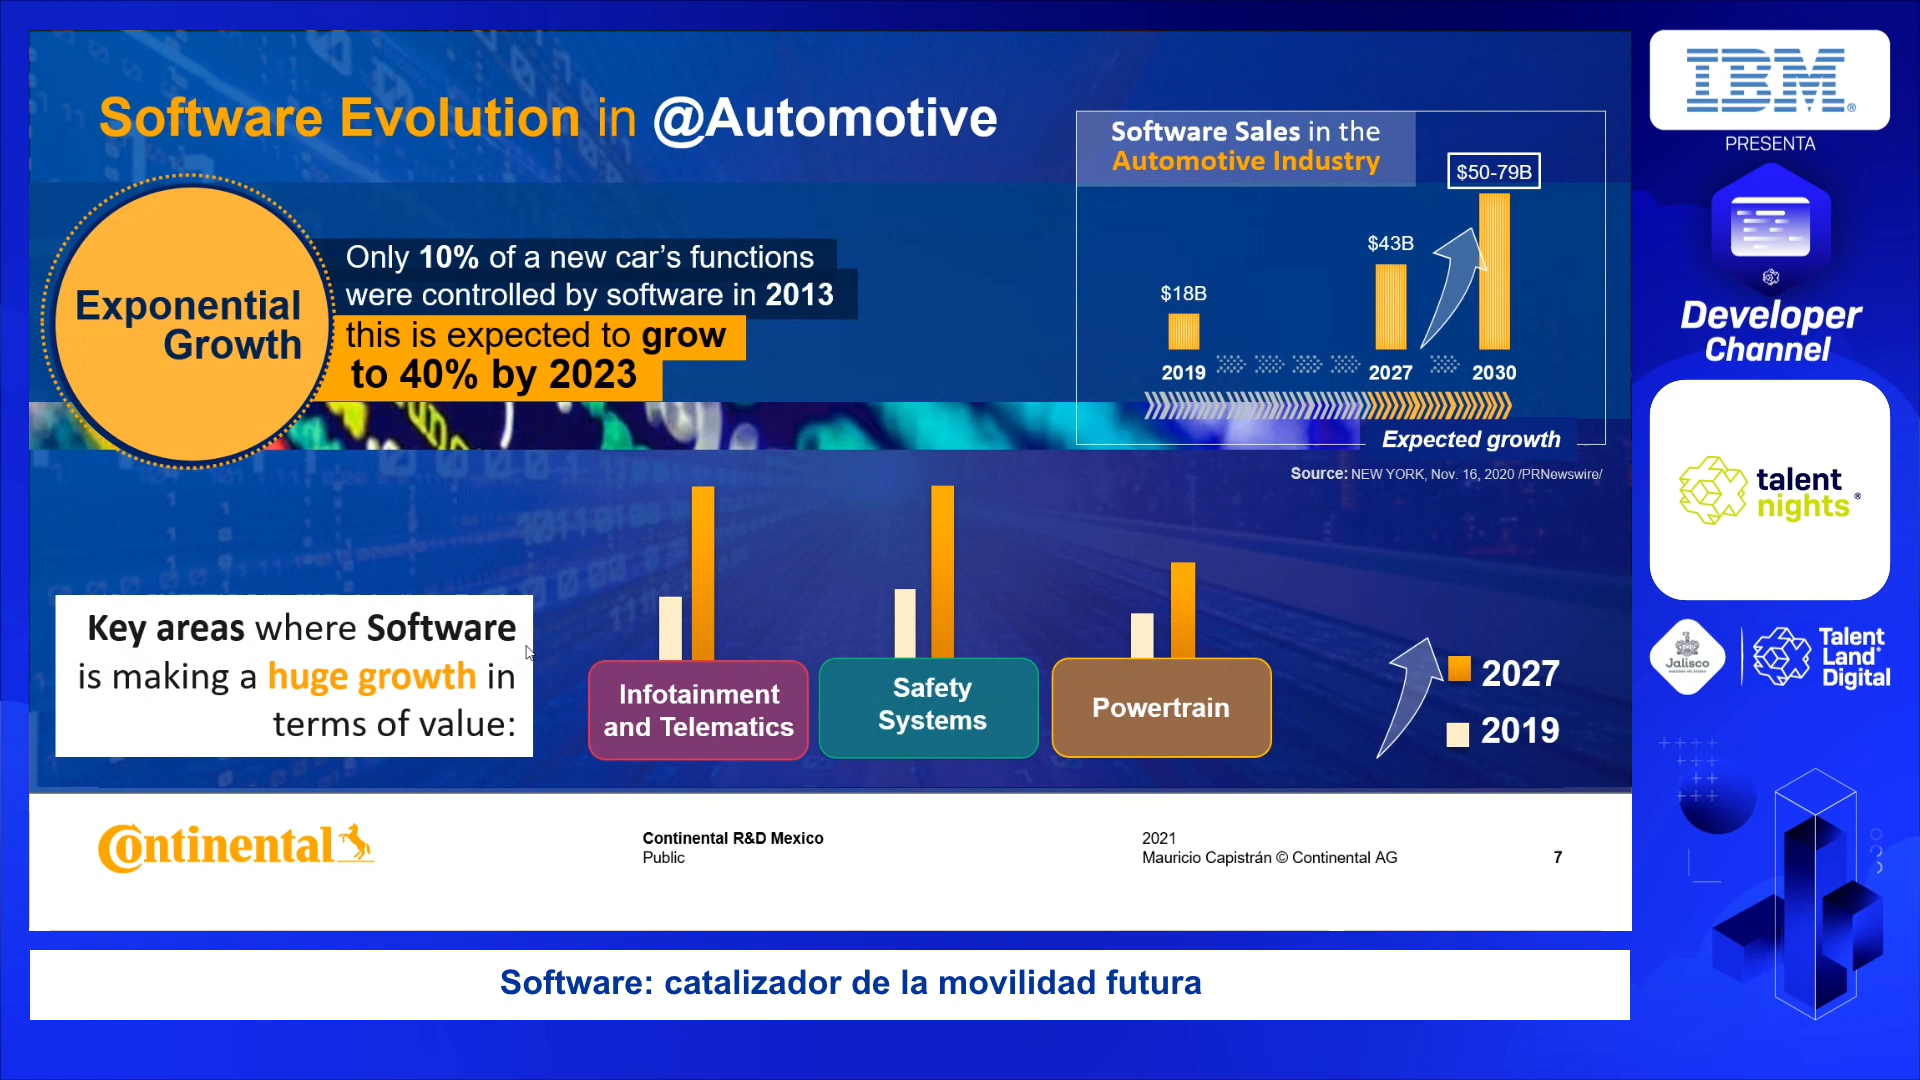 Software Evolution in @Automotive
Exponential
Growth
Only 10% of a new car's functions
were controlled by software in 2013
this is expected to grow
to 40% by 2023
Software Sales in the
Automotive Industry
$50-79B
$43B
$18B
2019
2027
2030
Expected growth
Source: NEW YORK, Nov. 16, 2020 /PRNewswire/
Key areas where Software
is making a huge growth in
terms of value:
Infotainment
and Telematics
Safety
Systems
Powertrain
2027
2019
Continental
Continental R&D Mexico
Public
2021
Mauricio Capistrán © Continental AG
7
Software: catalizador de la movilidad futura
IBM®
PRESENTA
Developer
Channel
talent
nights®
Jalisco
Talent
Land®
Digital